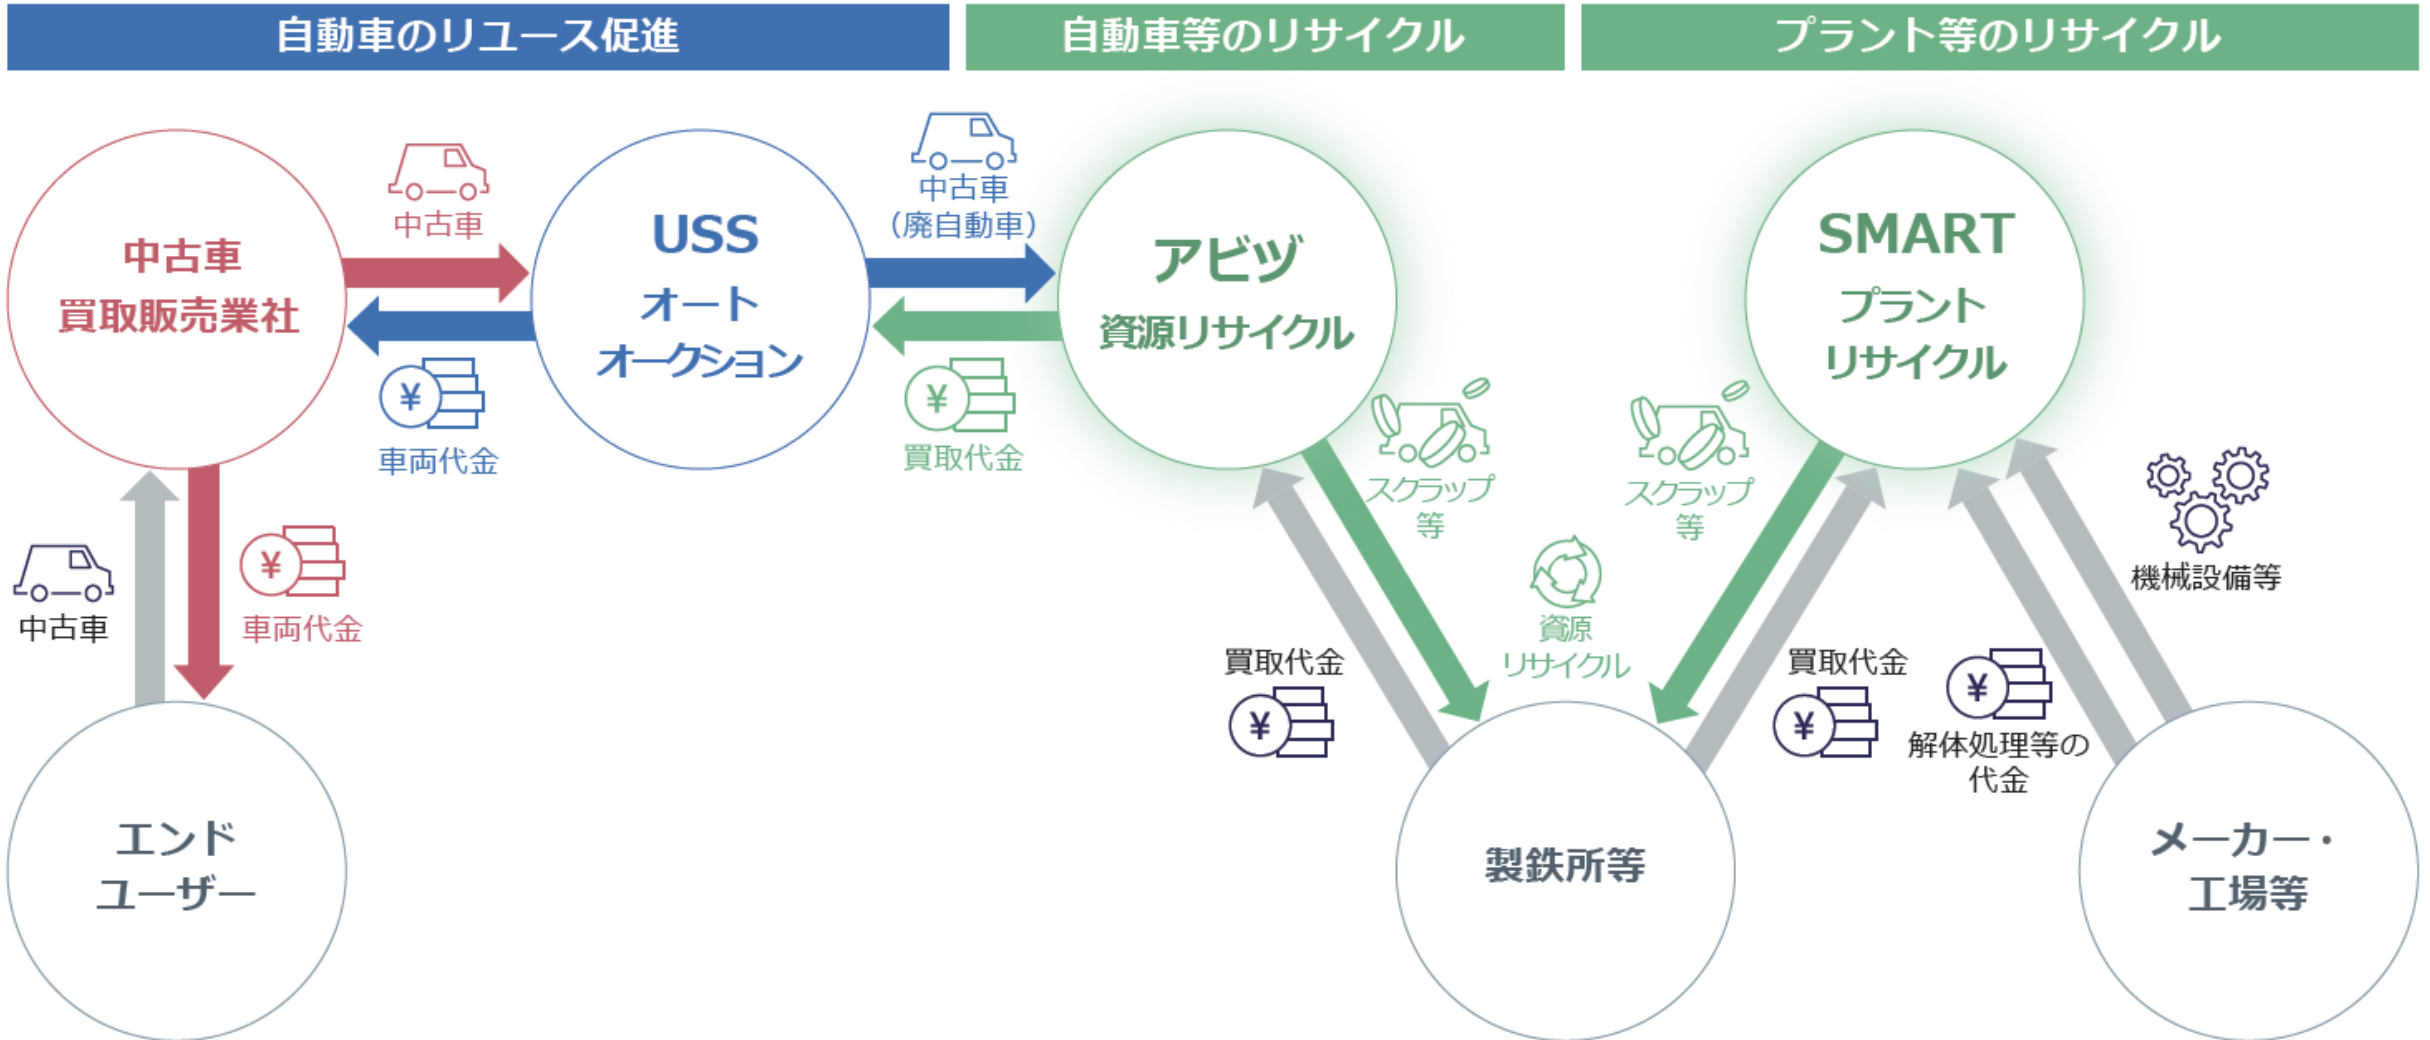 自動車のリユース促進
自動車等のリサイクル
プラント等のリサイクル
中古車
買取販売業社
中古車
車両代金
¥
USS
オート
オークション
中古車
（廃自動車）
¥
買取代金
アビヅ
資源リサイクル
スクラップ
等
スクラップ
等
SMART
プラント
リサイクル
機械設備等
中古車
¥
車両代金
エンド
ユーザー
資源
リサイクル
買取代金
¥
買取代金
¥
¥
解体処理等の
代金
製鉄所等
メーカー・
工場等